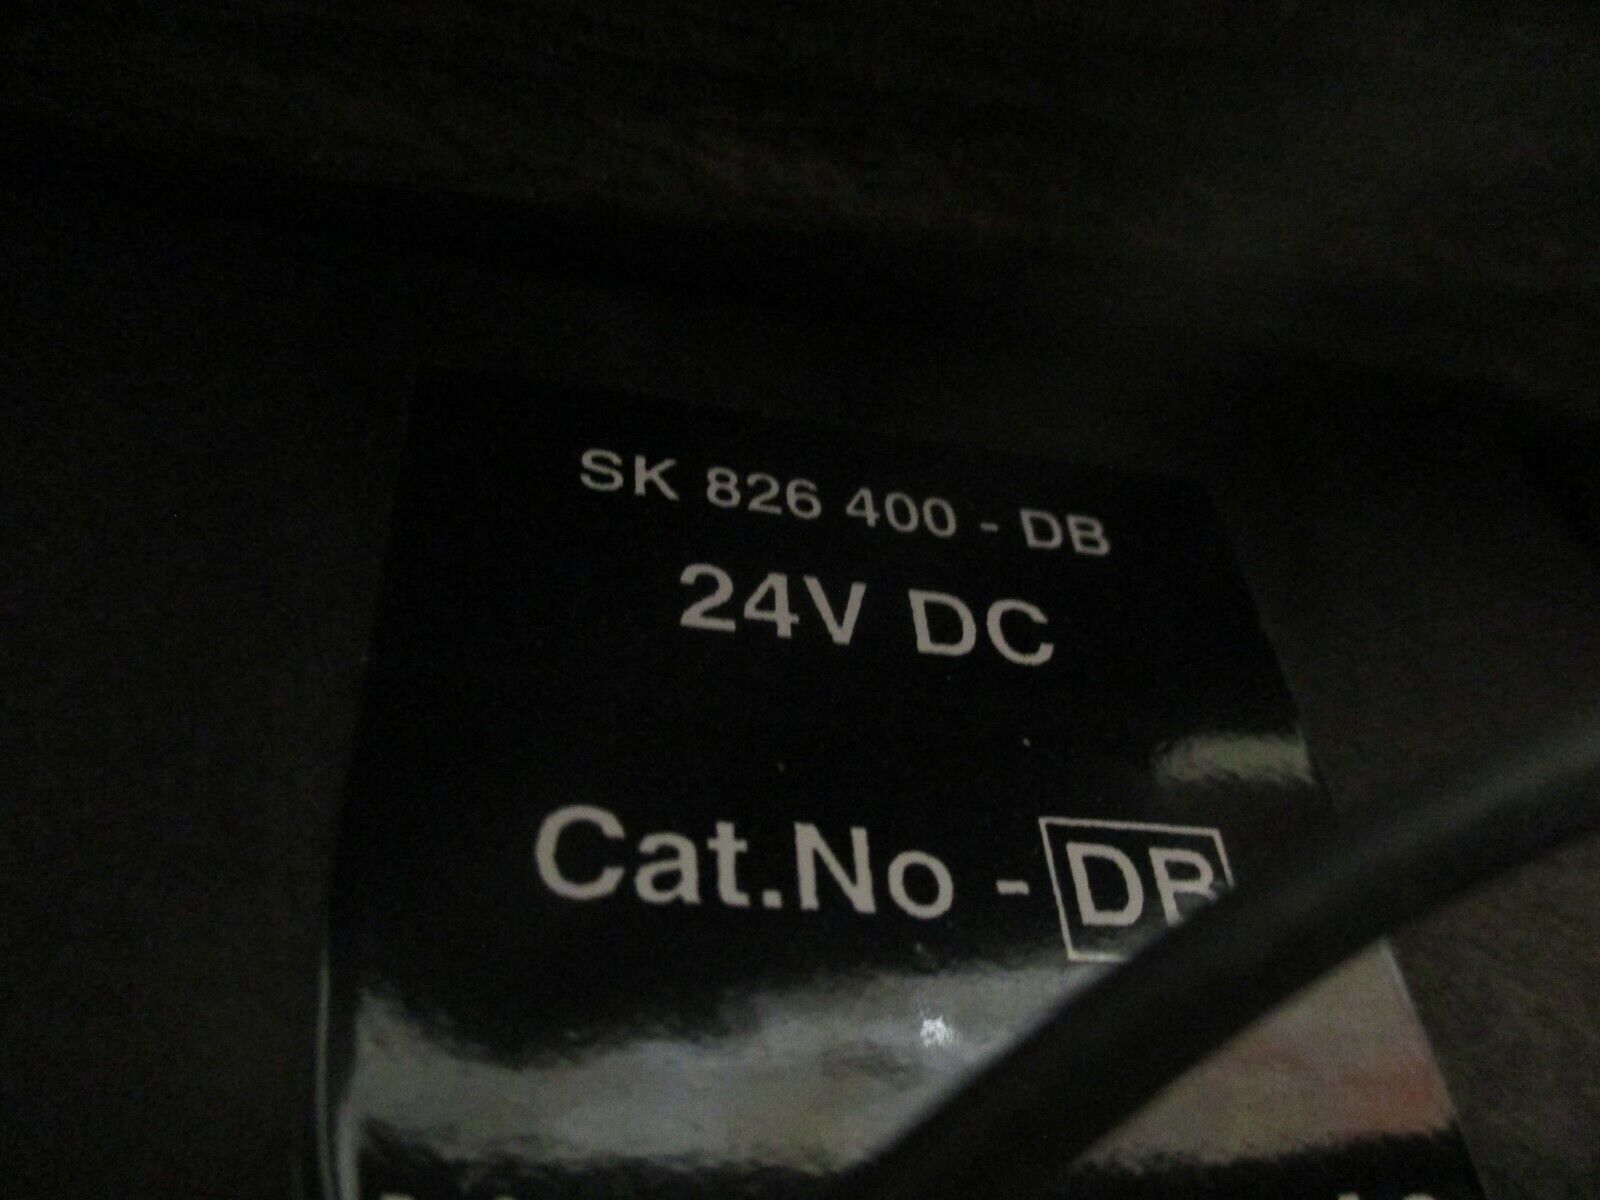 SK 826 400 - DB
24V DC
Cat.No - DB